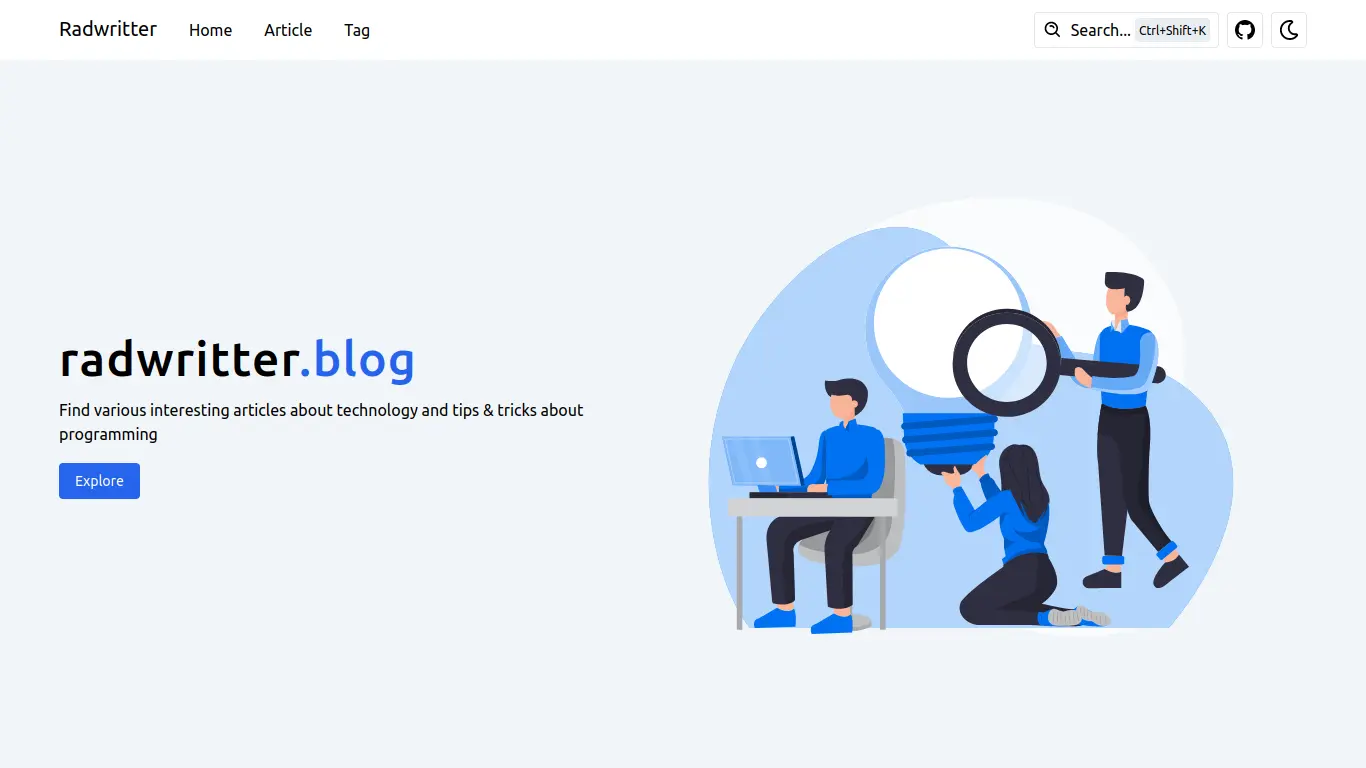 Radwritter Home Article Tag Search... Ctrl+Shift+K
radwritter.blog
Find various interesting articles about technology and tips & tricks about
programming
Explore